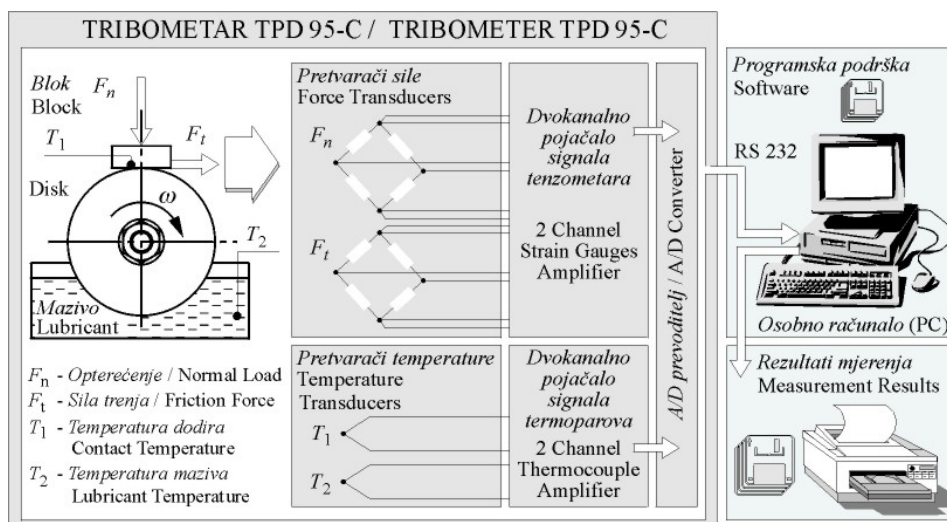 TRIBOMETAR TPD 95-C / TRIBOMETER TPD 95-C
Blok
Block
Fn
T1
Ft
Disk
ω
T2
Mazivo
Lubricant
Fn - Opterećenje / Normal Load
Ft - Sila trenja / Friction Force
T1 - Temperatura dodira
Contact Temperature
T2 - Temperatura maziva
Lubricant Temperature
Pretvarači sile
Force Transducers
Fn
Ft
Dvokanalno
pojačalo
signala
tenzometara
2 Channel
Strain Gauges
Amplifier
Pretvarači temperature
Temperature
Transducers
T1
T2
Dvokanalno
pojačalo
signala
termoparova
2 Channel
Thermocouple
Amplifier
A/D prevoditelj / A/D Converter
Programska podrška
Software
RS 232
Osobno računalo (PC)
Rezultati mjerenja
Measurement Results